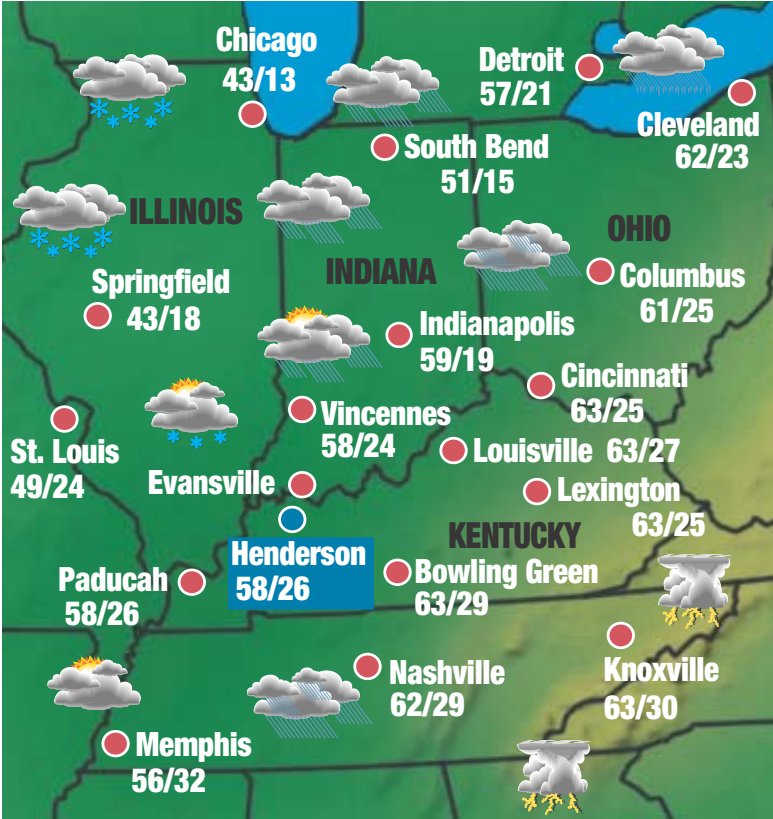 Chicago
43/13
Detroit
57/21
Cleveland
62/23
South Bend
51/15
ILLINOIS
OHIO
INDIANA
Springfield
43/18
Columbus
61/25
Indianapolis
59/19
Cincinnati
63/25
Vincennes
58/24
St. Louis
49/24
Louisville 63/27
Evansville
Lexington
63/25
KENTUCKY
Henderson
58/26
Paducah
58/26
Bowling Green
63/29
Nashville
62/29
Knoxville
63/30
Memphis
56/32